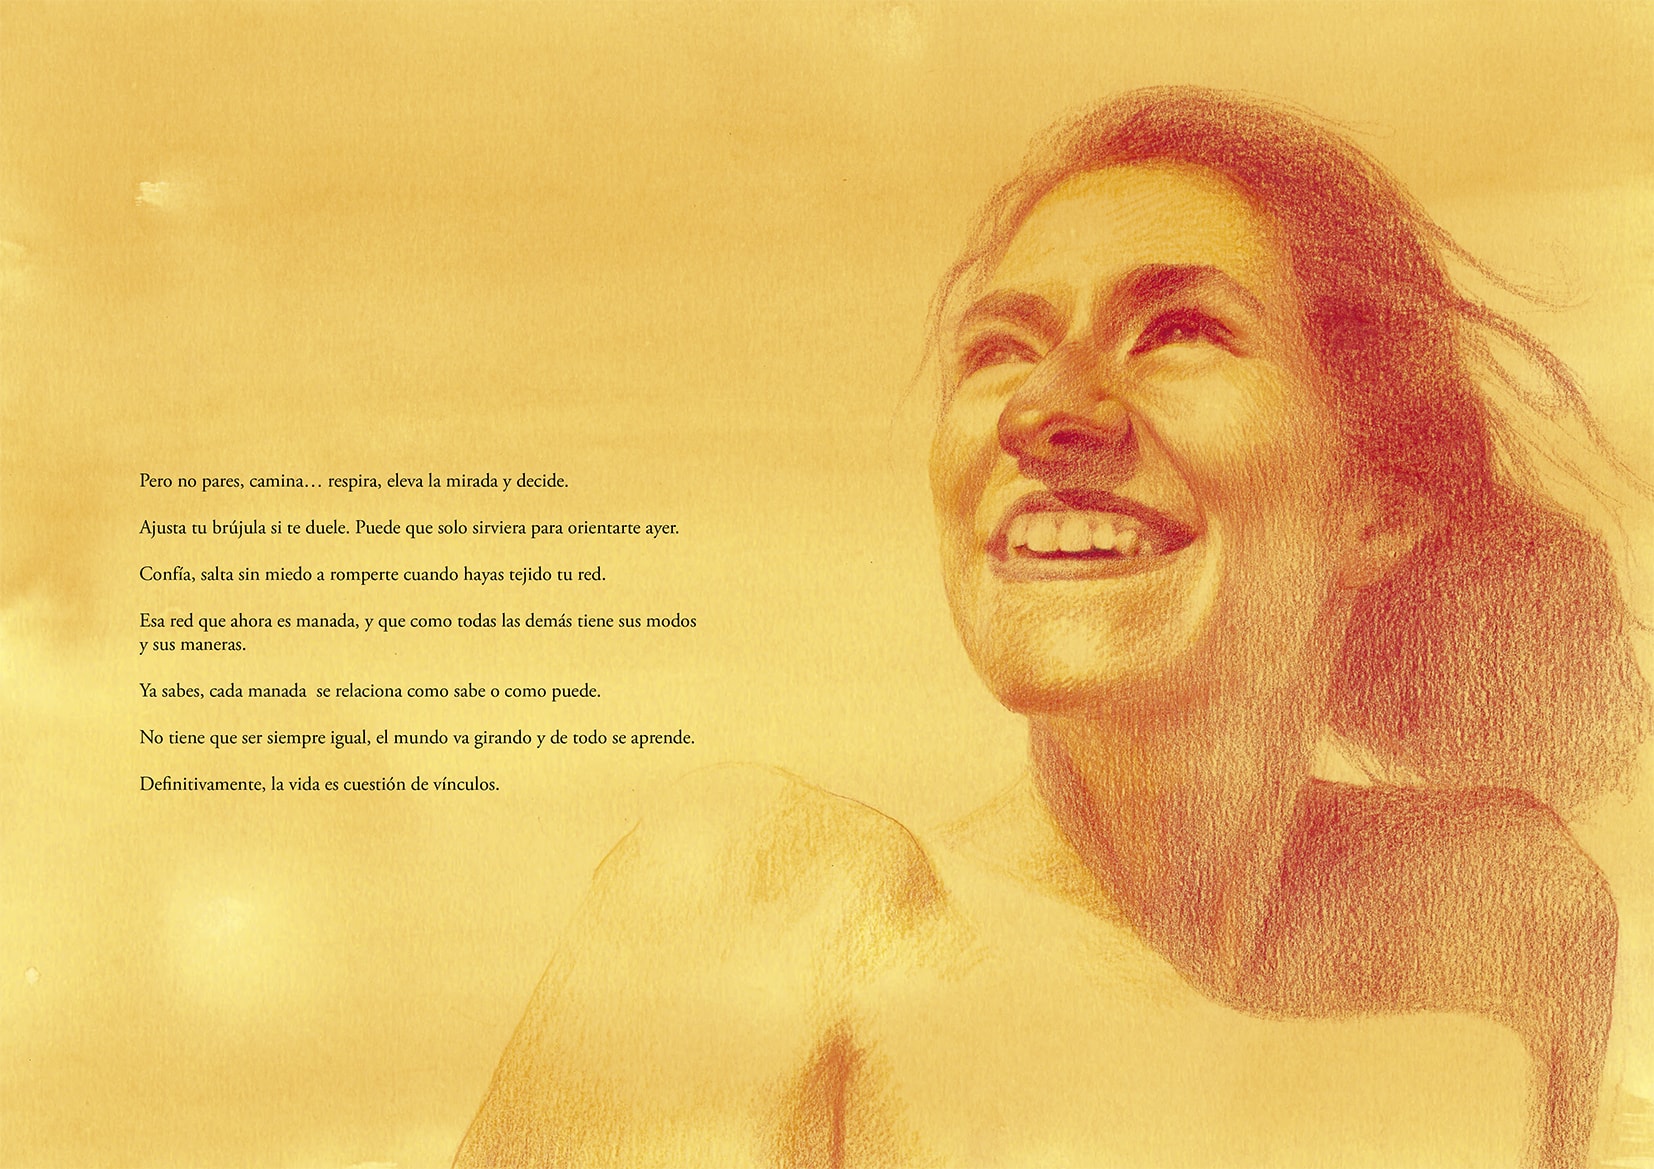 Pero no pares, camina… respira, eleva la mirada y decide.
Ajusta tu brújula si te duele. Puede que solo sirviera para orientarte ayer.
Confía, salta sin miedo a romperte cuando hayas tejido tu red.
Esa red que ahora es manada, y que como todas las demás tiene sus modos
y sus maneras.
Ya sabes, cada manada  se relaciona como sabe o como puede.
No tiene que ser siempre igual, el mundo va girando y de todo se aprende.
Definitivamente, la vida es cuestión de vínculos.